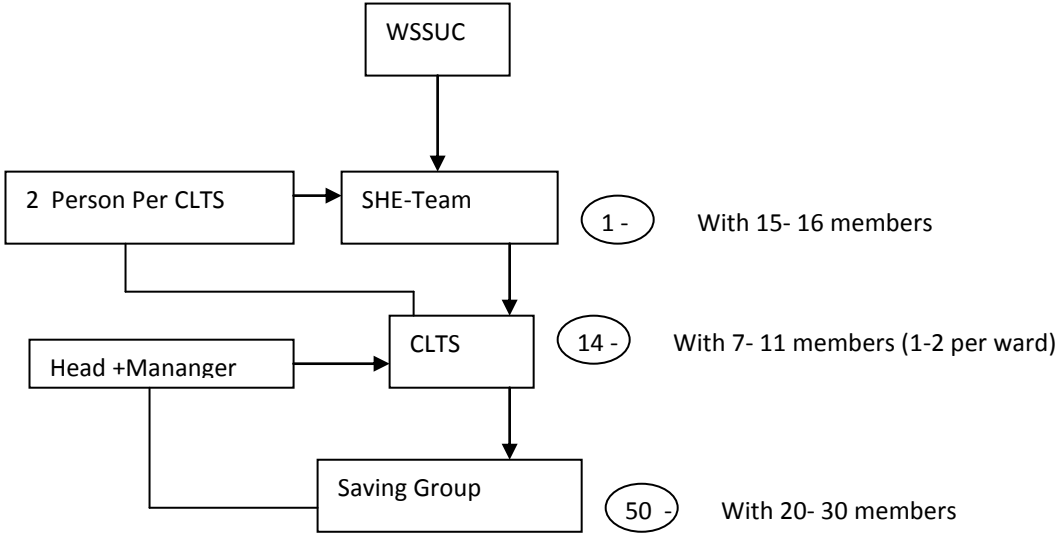 WSSUC
2 Person Per CLTS
SHE-Team
1 -
With 15- 16 members
CLTS
14 -
With 7- 11 members (1-2 per ward)
Head +Mananger
Saving Group
50 -
With 20- 30 members